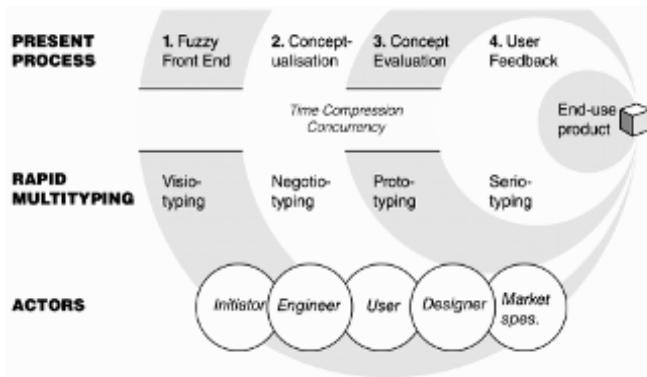 PRESENT PROCESS
1. Fuzzy Front End
2. Concept-ualisation
3. Concept Evaluation
4. User Feedback
Time Compression
Concurrency
End-use
product
RAPID
MULTITYPING
Visio-
typing
Negotio-
typing
Proto-
typing
Serio-
typing
ACTORS
Initiator
Engineer
User
Designer
Market
spes.